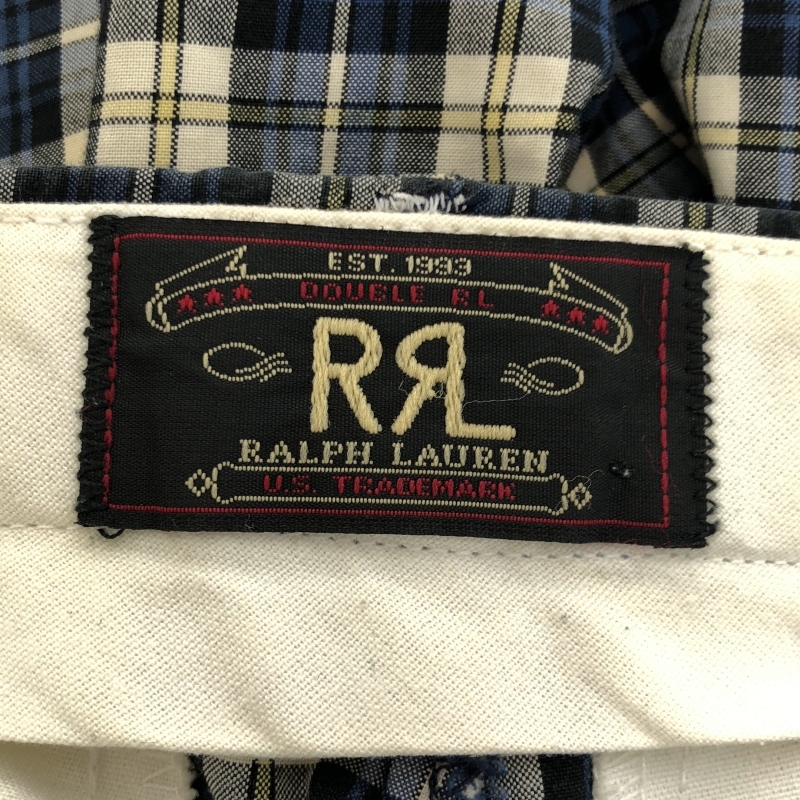 EST. 1993
DOUBLE RL
RRL
RALPH LAUREN
U.S. TRADEMARK